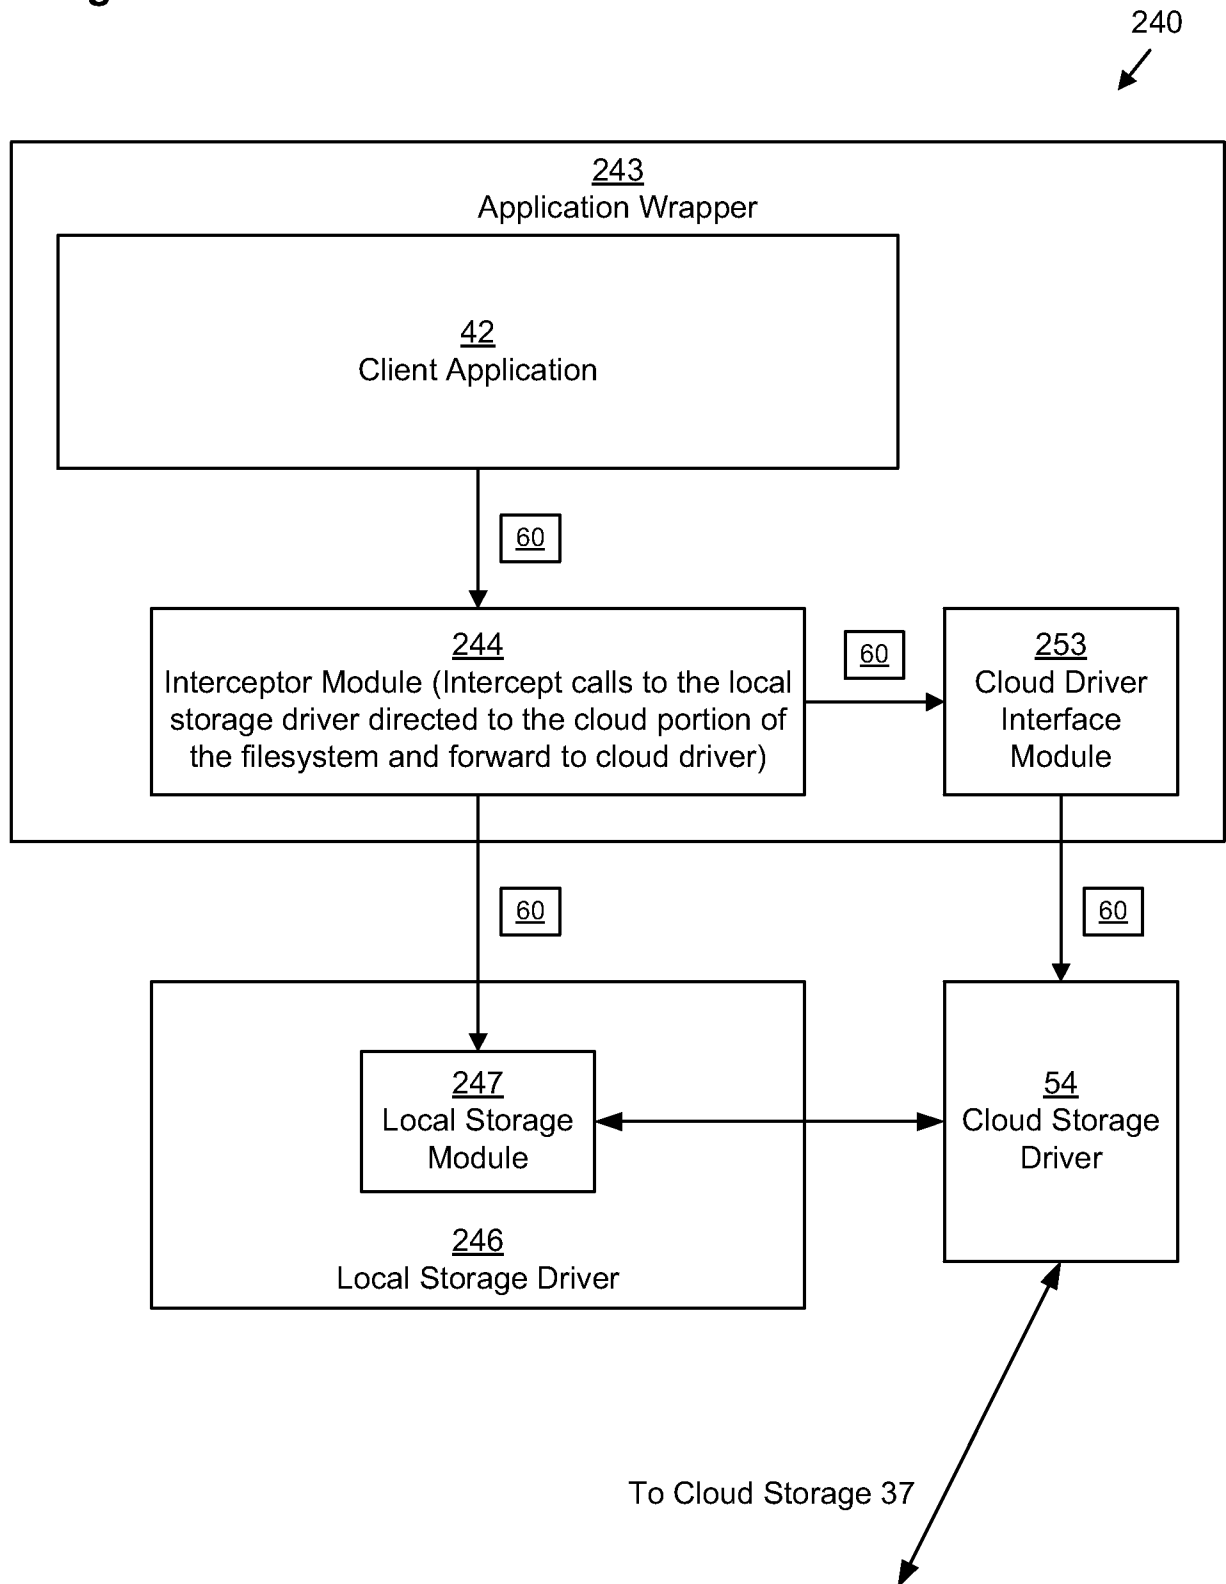 240
243
Application Wrapper
42
Client Application
60
244
Interceptor Module (Intercept calls to the local
storage driver directed to the cloud portion of
the filesystem and forward to cloud driver)
60
253
Cloud Driver
Interface
Module
60
60
247
Local Storage
Module
54
Cloud Storage
Driver
246
Local Storage Driver
To Cloud Storage 37